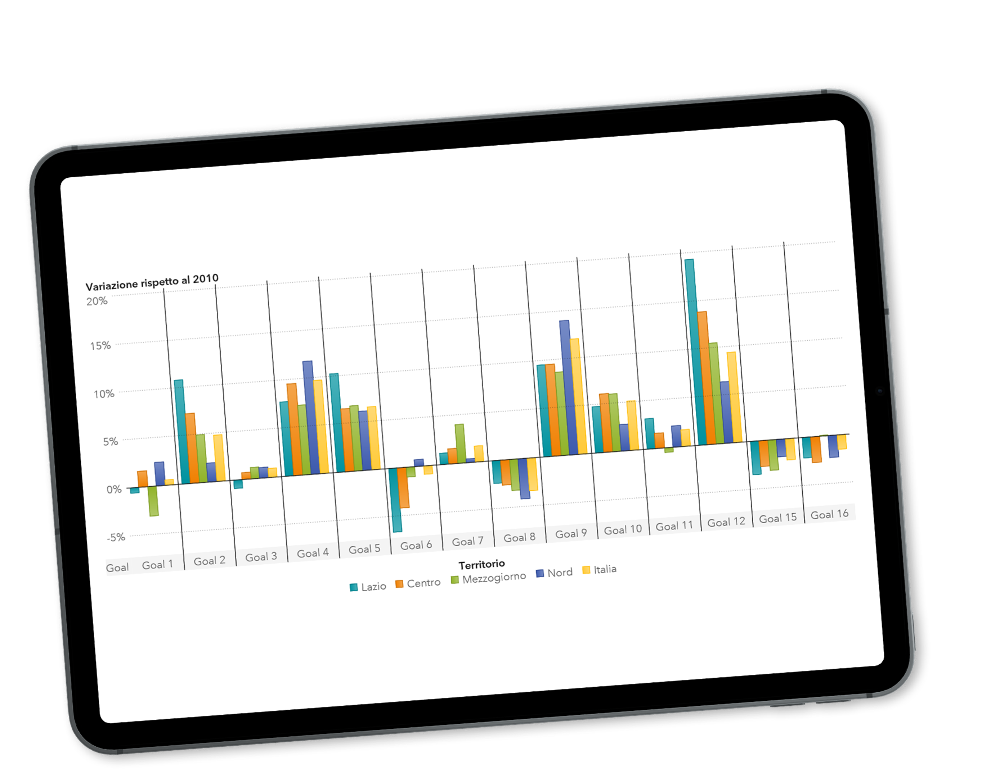 Variazione rispetto al 2010
20%
15%
10%
5%
0%
-5%
Goal Goal 1 Goal 2 Goal 3 Goal 4 Goal 5 Goal 6 Goal 7 Goal 8 Goal 9 Goal 10 Goal 11 Goal 12 Goal 15 Goal 16
Territorio
Lazio Centro Mezzogiorno Nord Italia